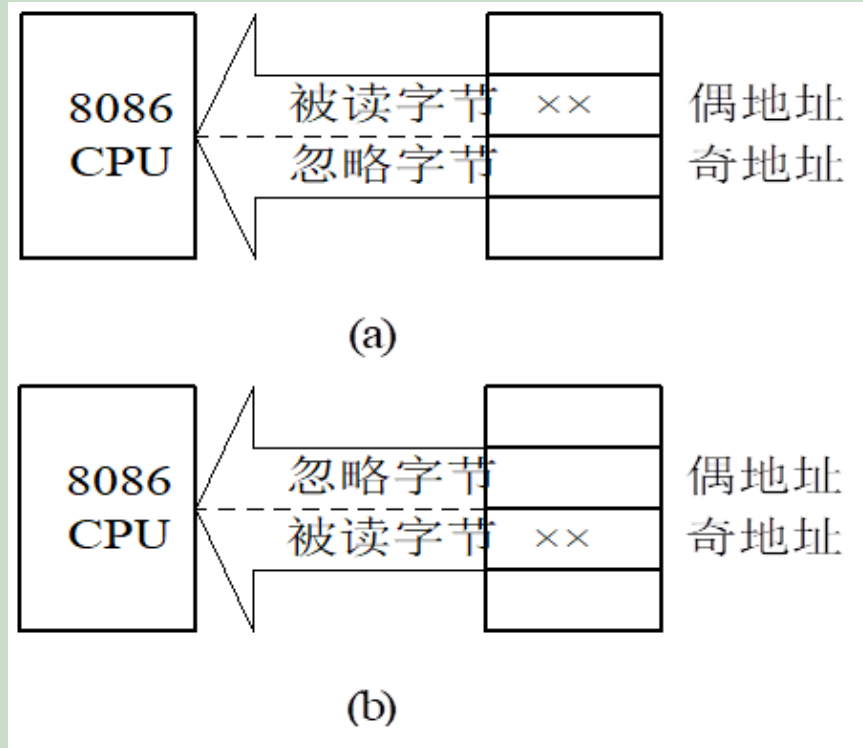 8086
CPU
被读字节 ×× 偶地址
忽略字节 奇地址
(a)
8086
CPU
忽略字节 偶地址
被读字节 ×× 奇地址
(b)